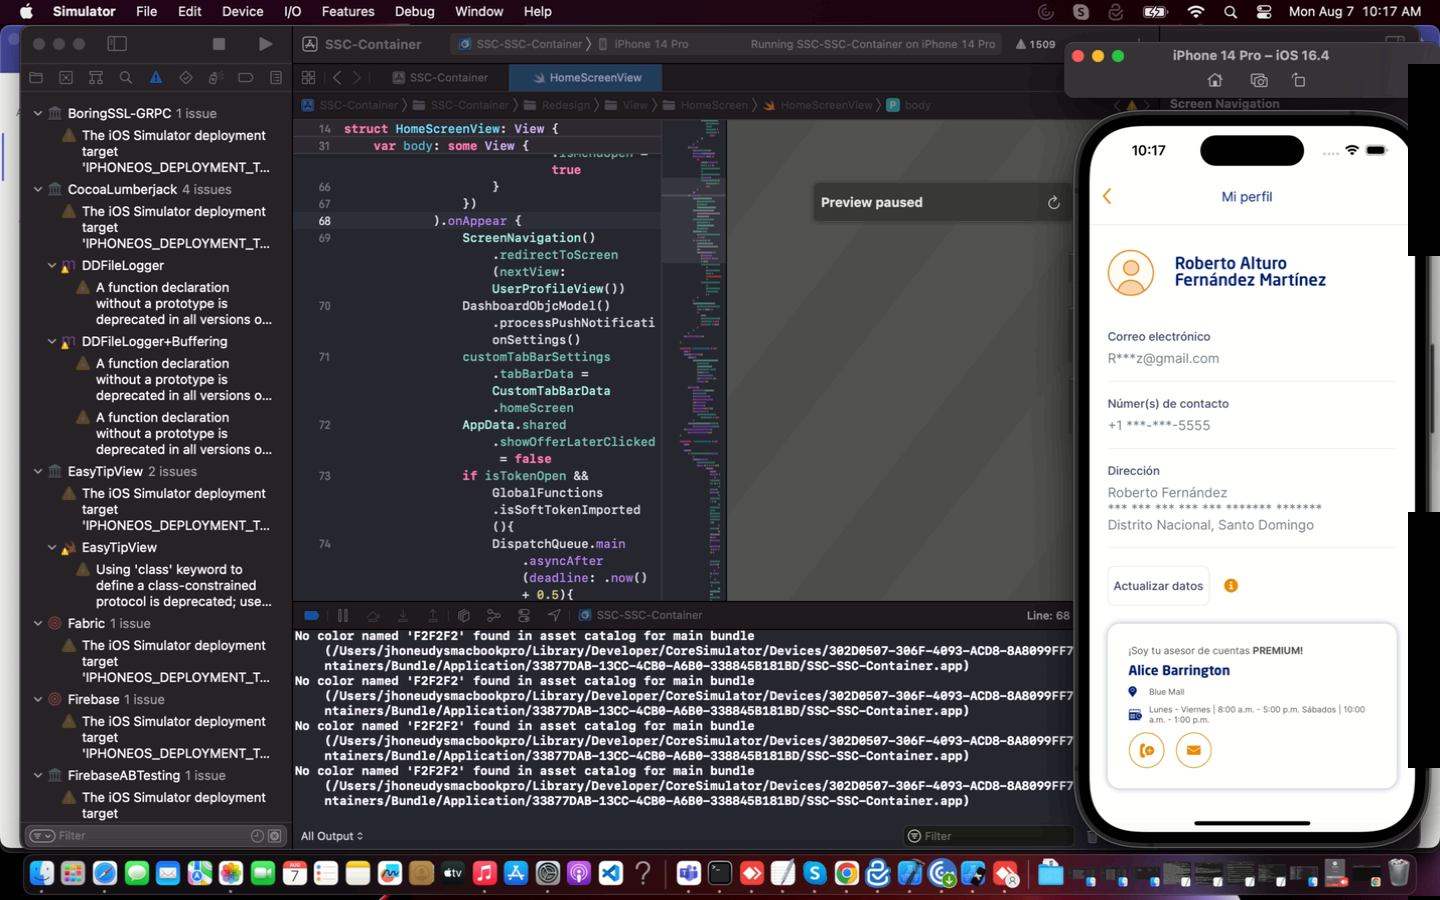 Simulator File Edit Device I/O Features Debug Window Help Mon Aug 7 10:17 AM
SSC-Container SSC-SSC-Container iPhone 14 Pro Running SSC-SSC-Container on iPhone 14 Pro 1509
iPhone 14 Pro – iOS 16.4
SSC-Container HomeScreenView
SSC-Container SSC-Container Redesign View HomeScreen HomeScreenView body
Screen Navigation
BoringSSL-GRPC 1 issue
The iOS Simulator deployment
target
'IPHONEOS_DEPLOYMENT_T...
CocoaLumberjack 4 issues
The iOS Simulator deployment
target
'IPHONEOS_DEPLOYMENT_T...
DDFileLogger
A function declaration
without a prototype is
deprecated in all versions o...
DDFileLogger+Buffering
A function declaration
without a prototype is
deprecated in all versions o...
A function declaration
without a prototype is
deprecated in all versions o...
EasyTipView 2 issues
The iOS Simulator deployment
target
'IPHONEOS_DEPLOYMENT_T...
EasyTipView
Using 'class' keyword to
define a class-constrained
protocol is deprecated; use...
Fabric 1 issue
The iOS Simulator deployment
target
'IPHONEOS_DEPLOYMENT_T...
Firebase 1 issue
The iOS Simulator deployment
target
'IPHONEOS_DEPLOYMENT_T...
FirebaseABTesting 1 issue
The iOS Simulator deployment
target
Filter
14 struct HomeScreenView: View {
31 var body: some View {
.isMenuOpen =
true
66 }
67 })
68 ).onAppear {
69 ScreenNavigation()
.redirectToScreen
(nextView:
UserProfileView())
70 DashboardObjcModel()
.processPushNotificati
onSettings()
71 customTabBarSettings
.tabBarData =
CustomTabBarData
.homeScreen
72 AppData.shared
.showOfferLaterClicked
= false
73 if isTokenOpen &&
GlobalFunctions
.isSoftTokenImported
(){
74 DispatchQueue.main
.asyncAfter
(deadline: .now()
+ 0.5){
Preview paused
SSC-SSC-Container Line: 68
No color named 'F2F2F2' found in asset catalog for main bundle
(/Users/jhoneudysmacbookpro/Library/Developer/CoreSimulator/Devices/302D0507-306F-4093-ACD8-8A8099FF7
ntainers/Bundle/Application/33877DAB-13CC-4CB0-A6B0-338845B181BD/SSC-SSC-Container.app)
No color named 'F2F2F2' found in asset catalog for main bundle
(/Users/jhoneudysmacbookpro/Library/Developer/CoreSimulator/Devices/302D0507-306F-4093-ACD8-8A8099FF7
ntainers/Bundle/Application/33877DAB-13CC-4CB0-A6B0-338845B181BD/SSC-SSC-Container.app)
No color named 'F2F2F2' found in asset catalog for main bundle
(/Users/jhoneudysmacbookpro/Library/Developer/CoreSimulator/Devices/302D0507-306F-4093-ACD8-8A8099FF7
ntainers/Bundle/Application/33877DAB-13CC-4CB0-A6B0-338845B181BD/SSC-SSC-Container.app)
No color named 'F2F2F2' found in asset catalog for main bundle
(/Users/jhoneudysmacbookpro/Library/Developer/CoreSimulator/Devices/302D0507-306F-4093-ACD8-8A8099FF7
ntainers/Bundle/Application/33877DAB-13CC-4CB0-A6B0-338845B181BD/SSC-SSC-Container.app)
All Output Filter
10:17
Mi perfil
Roberto Alturo
Fernández Martínez
Correo electrónico
R***z@gmail.com
Númer(s) de contacto
+1 ***-***-5555
Dirección
Roberto Fernández
*** *** *** *** *** ******* *******
Distrito Nacional, Santo Domingo
Actualizar datos
¡Soy tu asesor de cuentas PREMIUM!
Alice Barrington
Blue Mall
Lunes - Viernes | 8:00 a.m. - 5:00 p.m. Sábados | 10:00
a.m. - 1:00 p.m.
AUG
7
tv